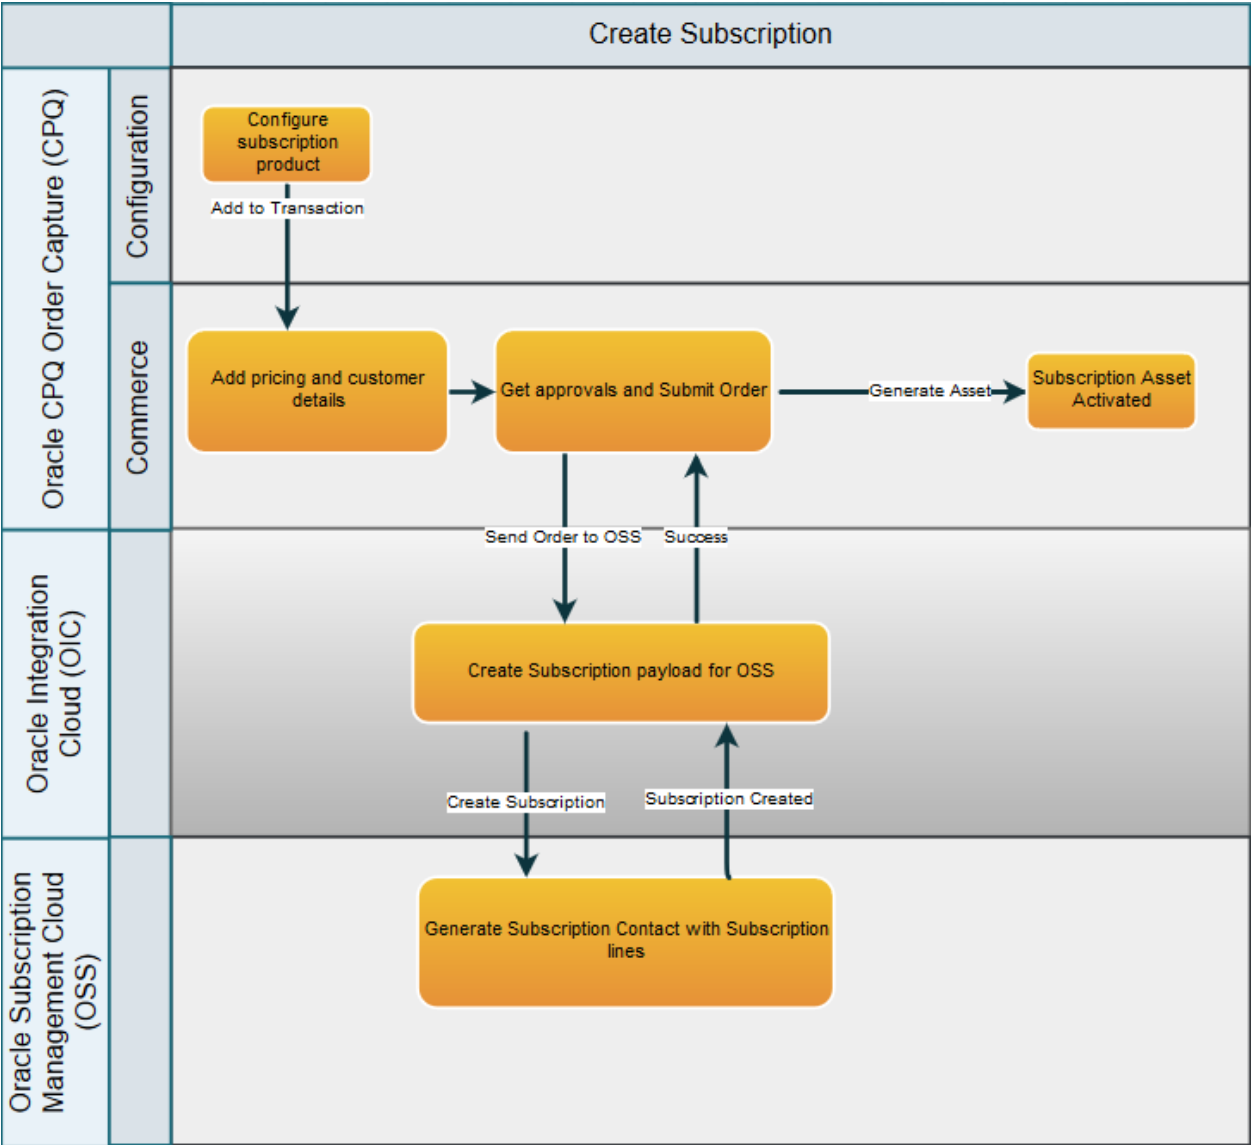 Create Subscription
Oracle CPQ Order Capture (CPQ)
Configuration
Configure
subscription
product
Add to Transaction
Commerce
Add pricing and customer
details
Get approvals and Submit Order
Generate Asset
Subscription Asset
Activated
Send Order to OSS
Success
Oracle Integration
Cloud (OIC)
Create Subscription payload for OSS
Create Subscription
Subscription Created
Oracle Subscription
Management Cloud
(OSS)
Generate Subscription Contact with Subscription
lines